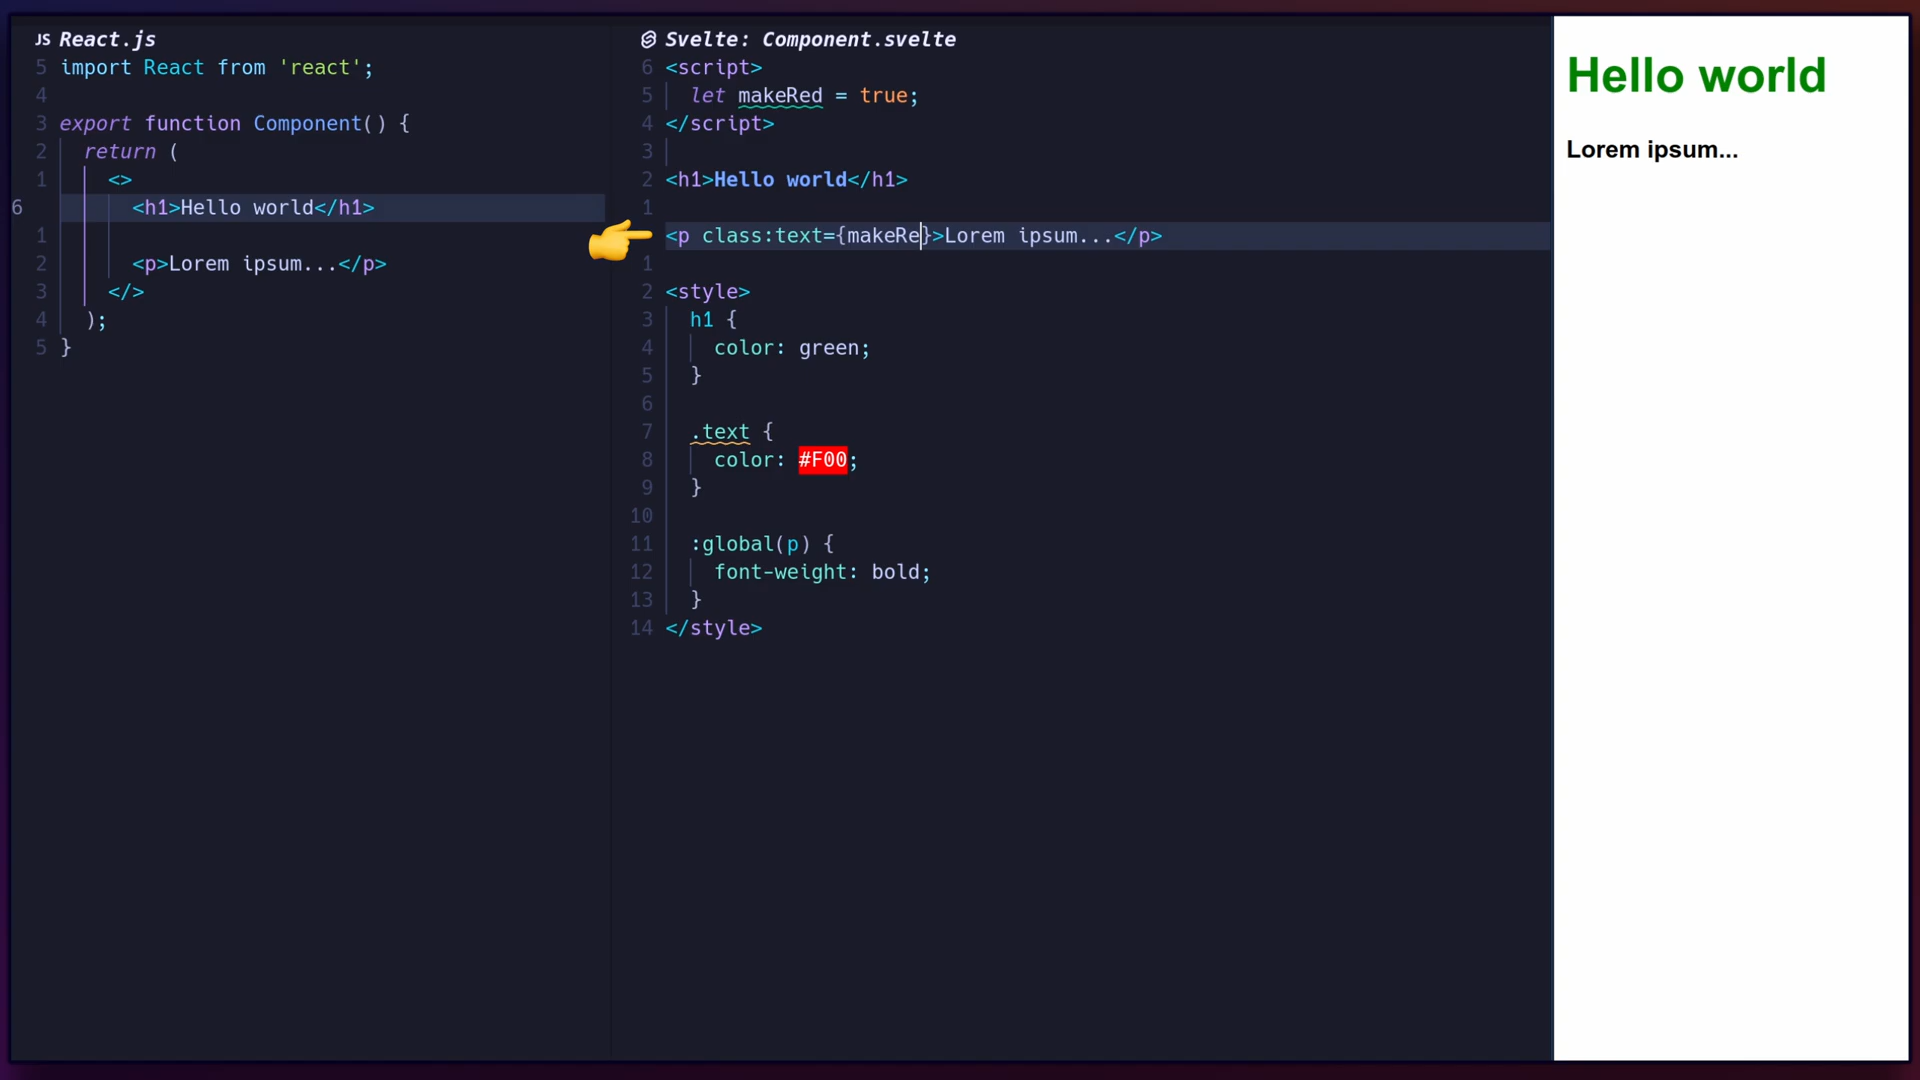 JS React.js
5 import React from 'react';
4
3 export function Component() {
2 return (
1 <>
6 <h1>Hello world</h1>
1
2 <p>Lorem ipsum...</p>
3 </>
4 );
5 }
Svelte: Component.svelte
6 <script>
5 let makeRed = true;
4 </script>
3
2 <h1>Hello world</h1>
1
<p class:text={makeRe}>Lorem ipsum...</p>
1
2 <style>
3 h1 {
4 color: green;
5 }
6
7 .text {
8 color: #F00;
9 }
10
11 :global(p) {
12 font-weight: bold;
13 }
14 </style>
Hello world
Lorem ipsum...